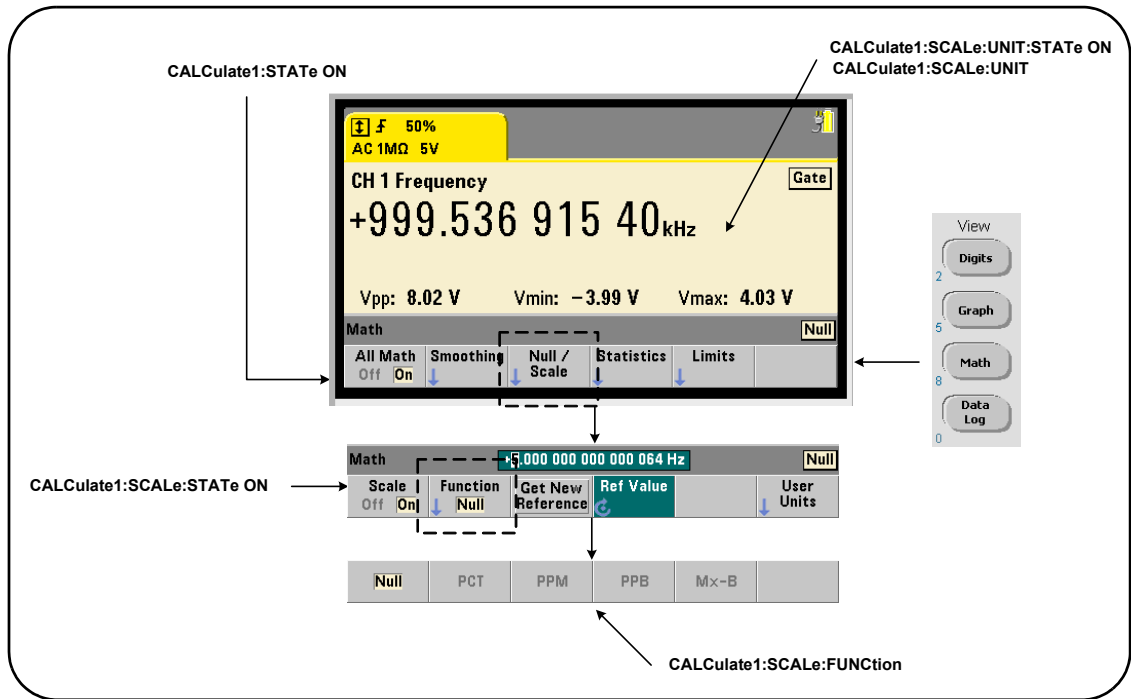 CALCulate1:STATe ON
CALCulate1:SCALe:UNIT:STATe ON
CALCulate1:SCALe:UNIT
50%
AC 1MΩ 5V
CH 1 Frequency
Gate
+999.536 915 40kHz
Vpp: 8.02 V Vmin: −3.99 V Vmax: 4.03 V
Math Null
All Math Smoothing Null / Statistics Limits
Off On Scale
View
2 Digits
5 Graph
8 Math
0 Data
Log
Math 5.000 000 000 000 064 Hz Null
CALCulate1:SCALe:STATe ON
Scale Function Get New Ref Value User
Off On Null Reference Units
Null PCT PPM PPB Mx-B
CALCulate1:SCALe:FUNCtion